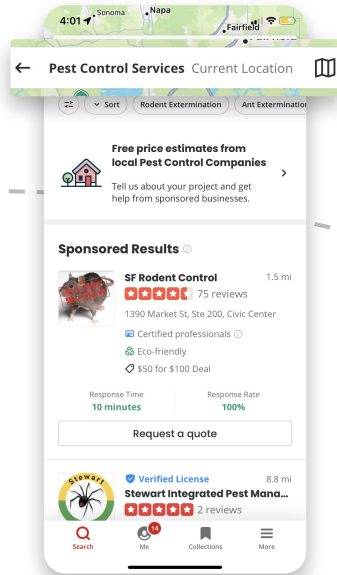 Sonoma
Napa
4:01
Fairfield
Pest Control Services Current Location
Sort
Rodent Extermination
Ant Extermination
Free price estimates from
local Pest Control Companies
Tell us about your project and get
help from sponsored businesses.
Sponsored Results
SF Rodent Control 1.5 mi
75 reviews
1390 Market St, Ste 200, Civic Center
Certified professionals
Eco-friendly
$50 for $100 Deal
Response Time Response Rate
10 minutes 100%
Request a quote
Stewart
Verified License 8.8 mi
Stewart Integrated Pest Mana...
2 reviews
14
Search Me Collections More